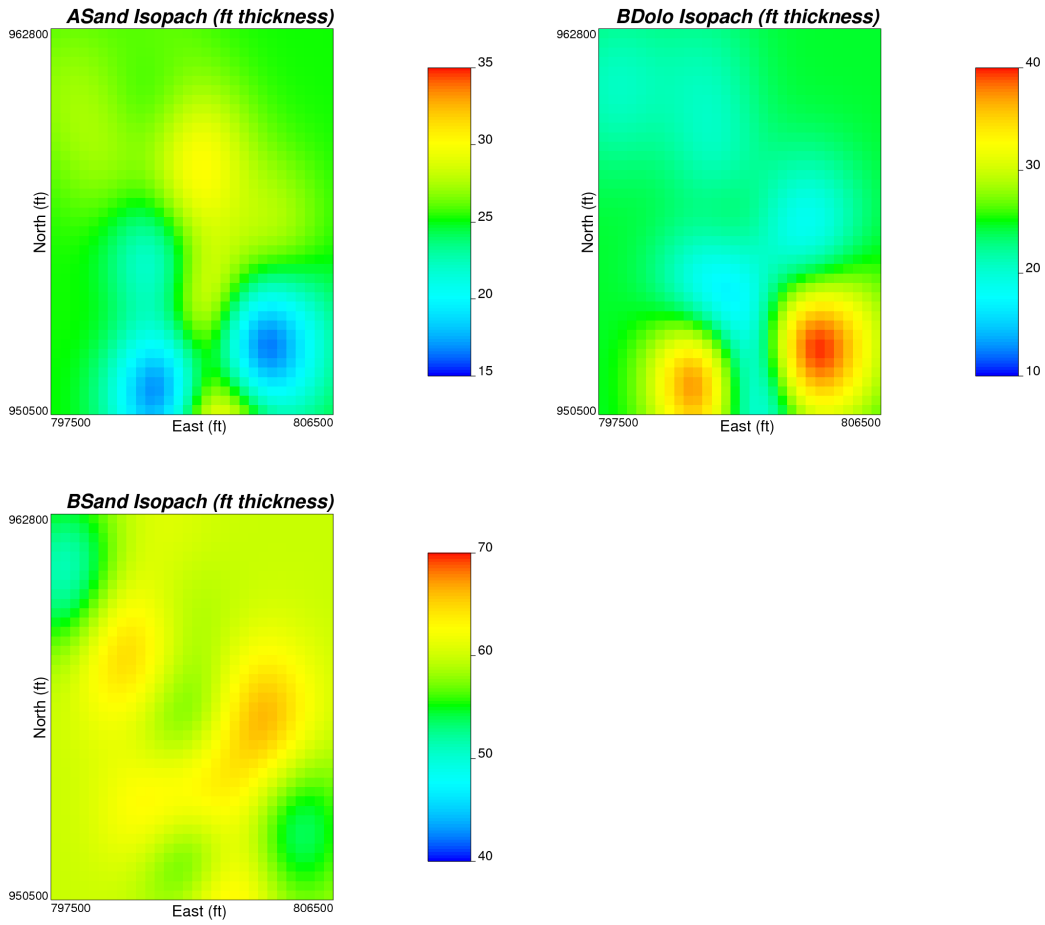 ASand Isopach (ft thickness)
962800
North (ft)
950500
797500
East (ft)
806500
35
30
25
20
15
BDolo Isopach (ft thickness)
962800
North (ft)
950500
797500
East (ft)
806500
40
30
20
10
BSand Isopach (ft thickness)
962800
North (ft)
950500
797500
East (ft)
806500
70
60
50
40